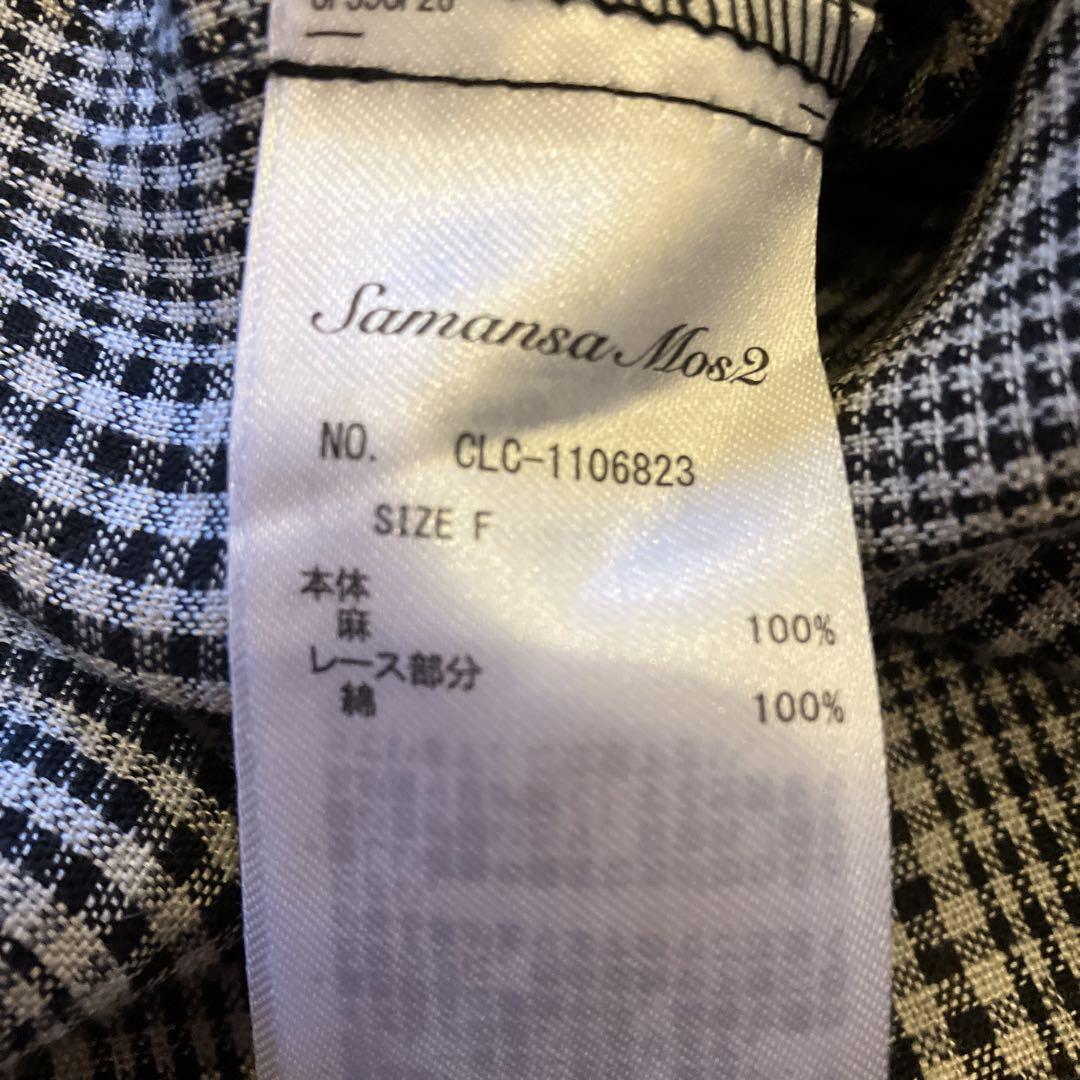 Samansa Mos2
NO. CLC-1106823
SIZE F
本体
麻 100%
レース部分
綿 100%